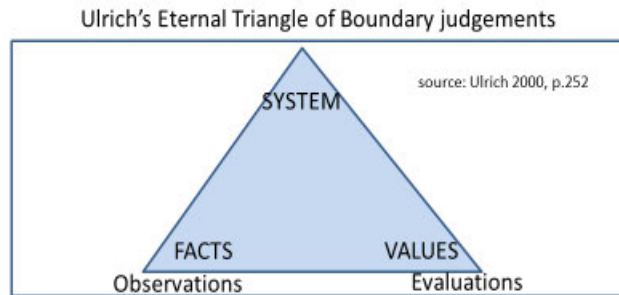 Ulrich’s Eternal Triangle of Boundary judgements
source: Ulrich 2000, p.252
SYSTEM
FACTS VALUES
Observations Evaluations